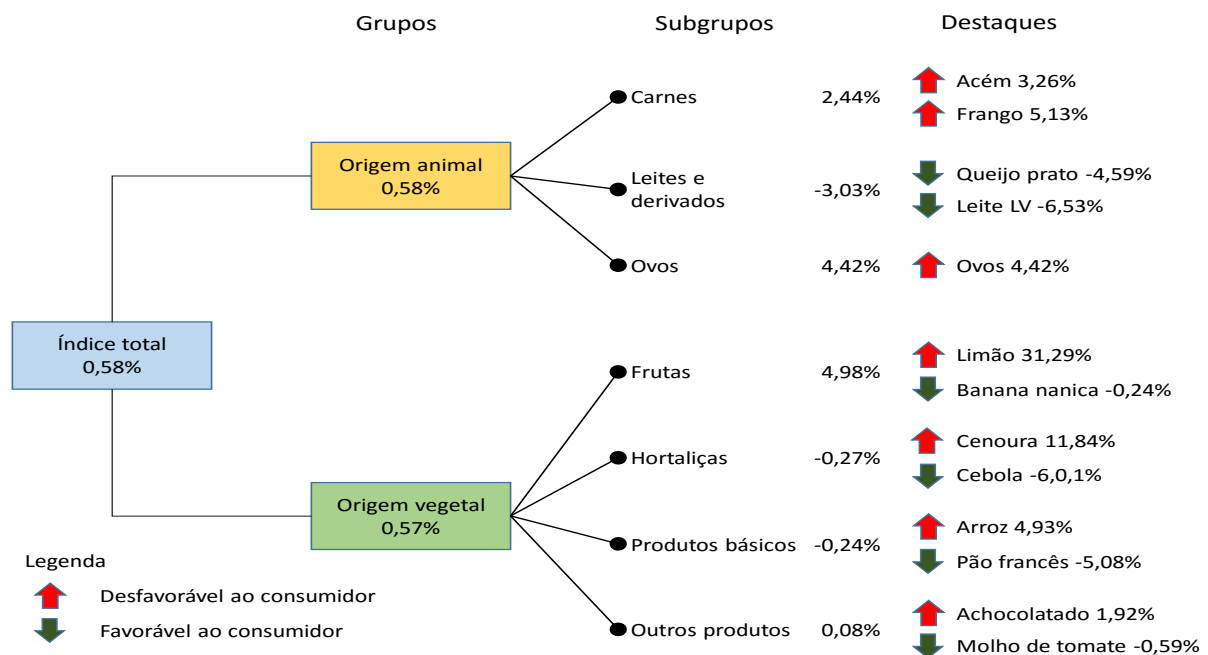 Grupos
Subgrupos
Destaques
Índice total
0,58%
Origem animal
0,58%
Carnes 2,44%
Acém 3,26%
Frango 5,13%
Leites e
derivados
-3,03%
Queijo prato -4,59%
Leite LV -6,53%
Ovos 4,42%
Ovos 4,42%
Origem vegetal
0,57%
Frutas 4,98%
Limão 31,29%
Banana nanica -0,24%
Hortaliças -0,27%
Cenoura 11,84%
Cebola -6,0,1%
Produtos básicos -0,24%
Arroz 4,93%
Pão francês -5,08%
Outros produtos 0,08%
Achocolatado 1,92%
Molho de tomate -0,59%
Legenda
Desfavorável ao consumidor
Favorável ao consumidor